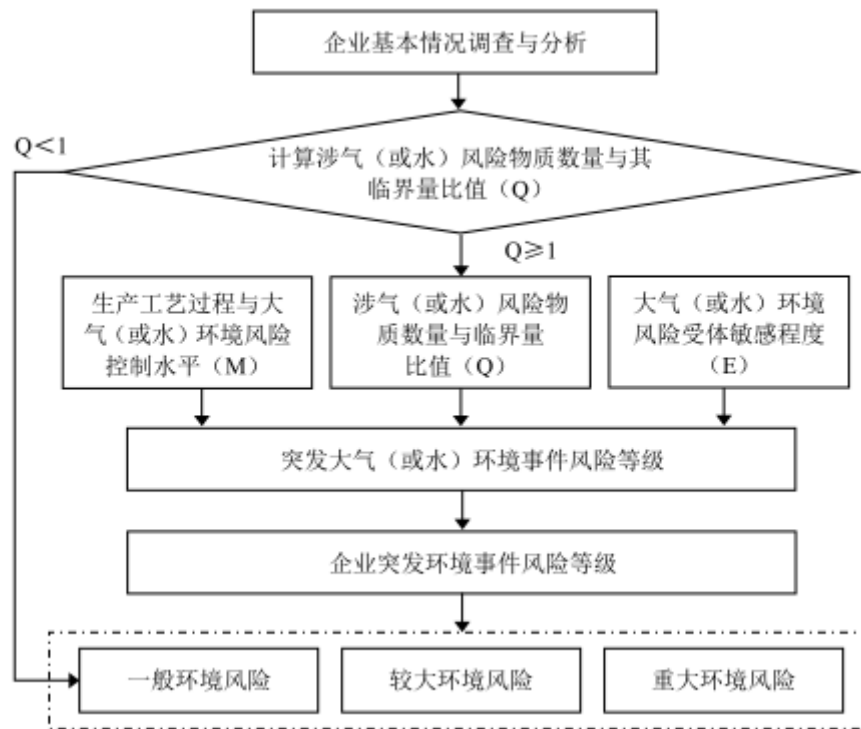 企业基本情况调查与分析
Q＜1
计算涉气（或水）风险物质数量与其
临界量比值（Q）
Q≥1
生产工艺过程与大
气（或水）环境风险
控制水平（M）
涉气（或水）风险物
质数量与临界量
比值（Q）
大气（或水）环境
风险受体敏感程度
（E）
突发大气（或水）环境事件风险等级
企业突发环境事件风险等级
一般环境风险
较大环境风险
重大环境风险